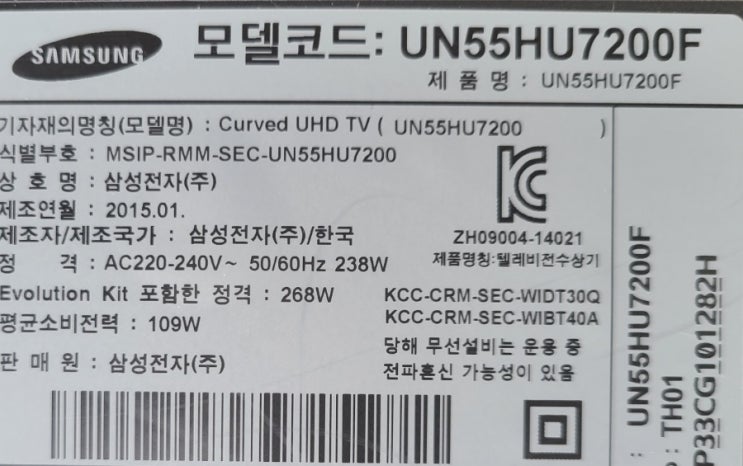 SAMSUNG
모델코드: UN55HU7200F
제 품 명 : UN55HU7200F
기자재의명칭(모델명) : Curved UHD TV ( UN55HU7200 )
식별부호 : MSIP-RMM-SEC-UN55HU7200
상 호 명 : 삼성전자(주)
제조연월 : 2015.01.
제조자/제조국가 : 삼성전자(주)/한국
정 격 : AC220-240V~ 50/60Hz 238W
Evolution Kit 포함한 정격 : 268W
평균소비전력 : 109W
판 매 원 : 삼성전자(주)
ZH09004-14021
제품명칭:텔레비전수상기
KCC-CRM-SEC-WIDT30Q
KCC-CRM-SEC-WIBT40A
당해 무선설비는 운용 중
전파혼신 가능성이 있음
: UN55HU7200F
: TH01
P33CG101282H